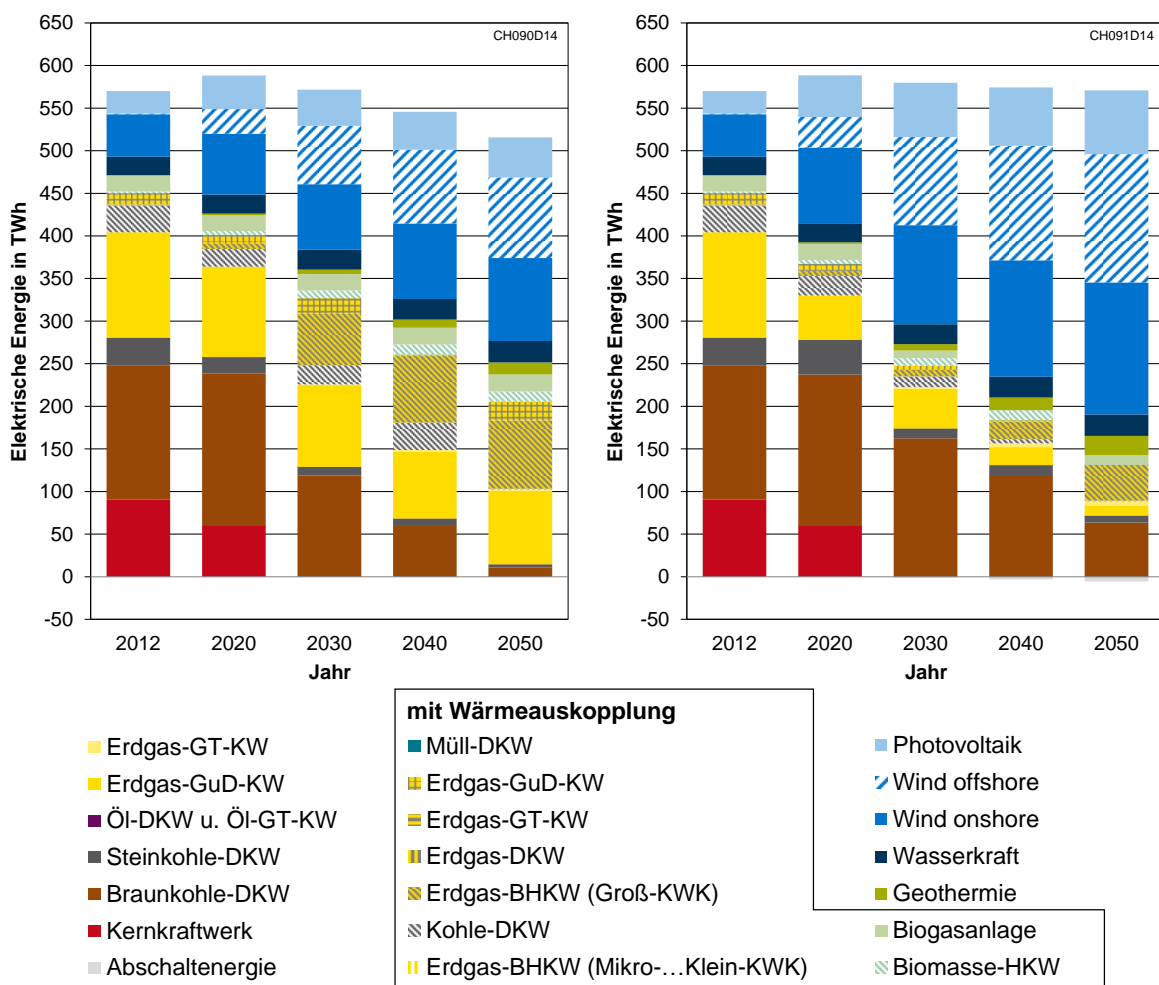 CH090D14
Elektrische Energie in TWh
650
600
550
500
450
400
350
300
250
200
150
100
50
0
-50
2012 2020 2030 2040 2050
Jahr
CH091D14
Elektrische Energie in TWh
650
600
550
500
450
400
350
300
250
200
150
100
50
0
-50
2012 2020 2030 2040 2050
Jahr
Erdgas-GT-KW
Erdgas-GuD-KW
Öl-DKW u. Öl-GT-KW
Steinkohle-DKW
Braunkohle-DKW
Kernkraftwerk
Abschaltenergie
mit Wärmeauskopplung
Müll-DKW
Erdgas-GuD-KW
Erdgas-GT-KW
Erdgas-DKW
Erdgas-BHKW (Groß-KWK)
Kohle-DKW
Erdgas-BHKW (Mikro-...Klein-KWK)
Photovoltaik
Wind offshore
Wind onshore
Wasserkraft
Geothermie
Biogasanlage
Biomasse-HKW